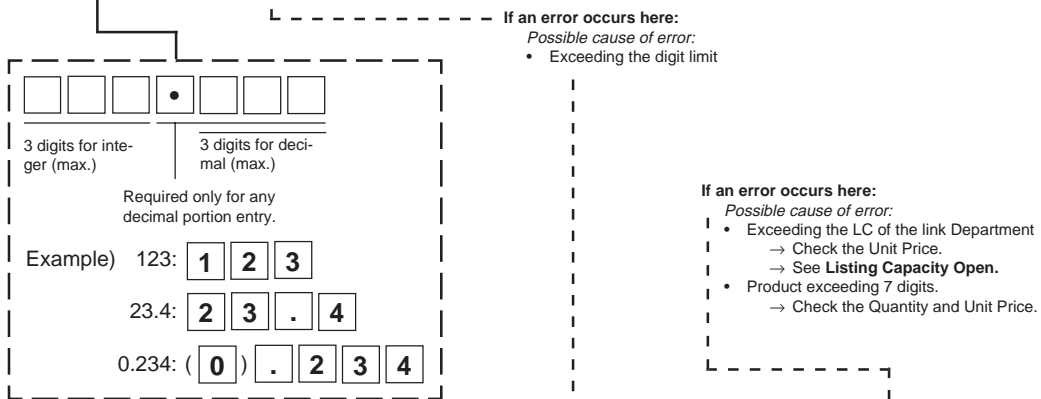 If an error occurs here:
Possible cause of error:
• Exceeding the digit limit
•
3 digits for inte-
ger (max.)
3 digits for deci-
mal (max.)
Required only for any
decimal portion entry.
Example) 123: 1 2 3
23.4: 2 3 . 4
0.234: ( 0 ) . 2 3 4
If an error occurs here:
Possible cause of error:
• Exceeding the LC of the link Department
→ Check the Unit Price.
→ See Listing Capacity Open.
• Product exceeding 7 digits.
→ Check the Quantity and Unit Price.